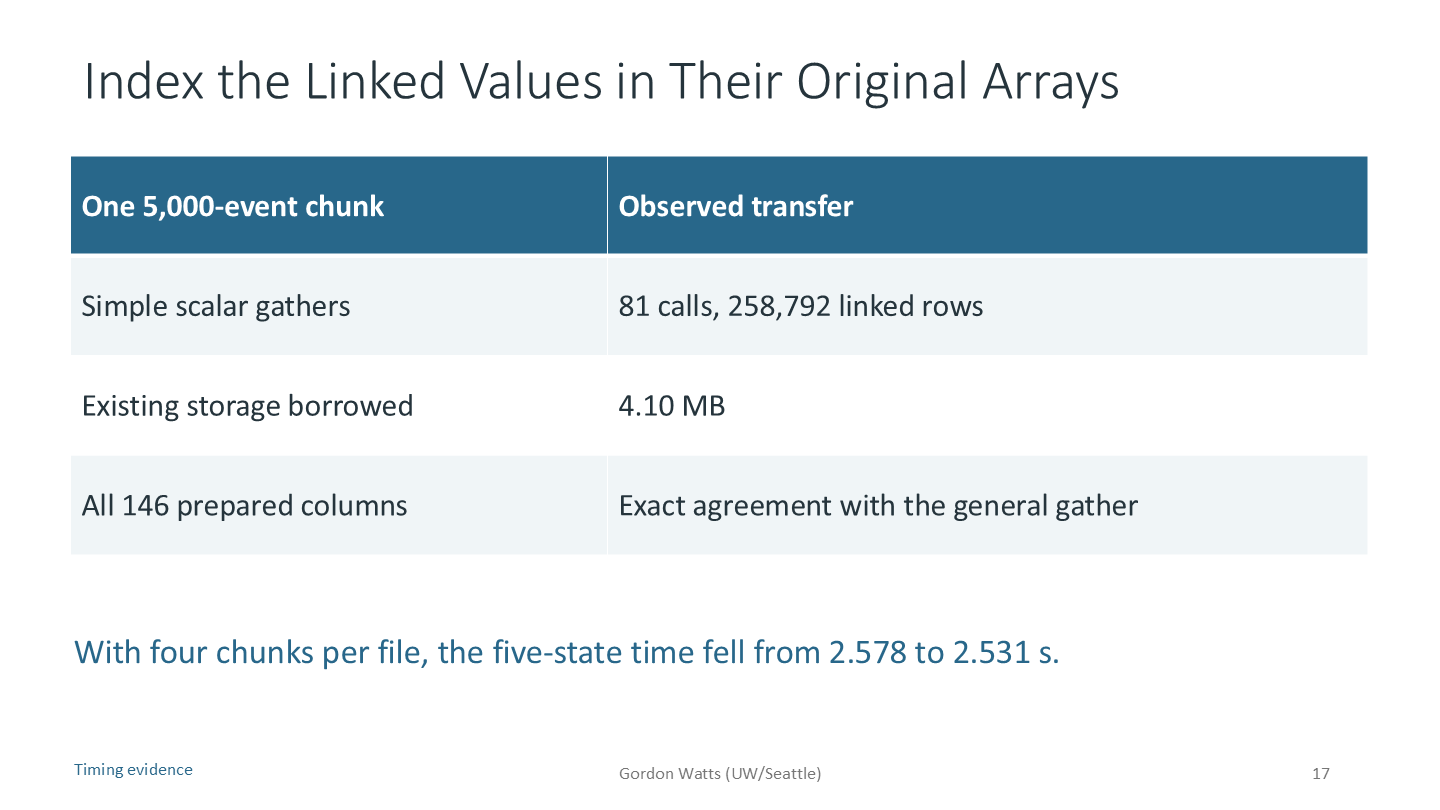 Index the Linked Values in Their Original Arrays
One 5,000-event chunk
Observed transfer
Simple scalar gathers
81 calls, 258,792 linked rows
Existing storage borrowed
4.10 MB
All 146 prepared columns
Exact agreement with the general gather
With four chunks per file, the five-state time fell from 2.578 to 2.531 s.
Timing evidence
Gordon Watts (UW/Seattle)
17